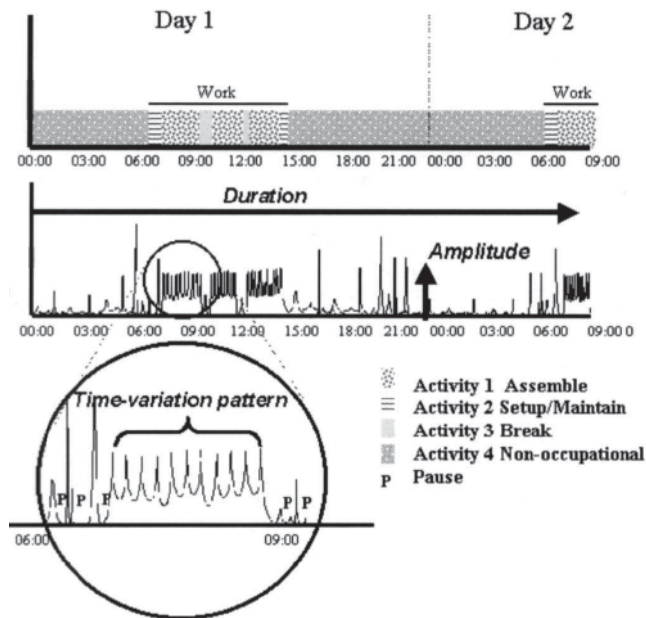 Day 1 Day 2
Work Work
00:00 03:00 06:00 09:00 12:00 15:00 18:00 21:00 00:00 03:00 06:00 09:00
Duration
Amplitude
00:00 03:00 06:00 09:00 12:00 15:00 18:00 21:00 00:00 03:00 06:00 09:00 0
Time-variation pattern
P P P P P
06:00 09:00
Activity 1 Assemble
Activity 2 Setup/Maintain
Activity 3 Break
Activity 4 Non-occupational
P Pause